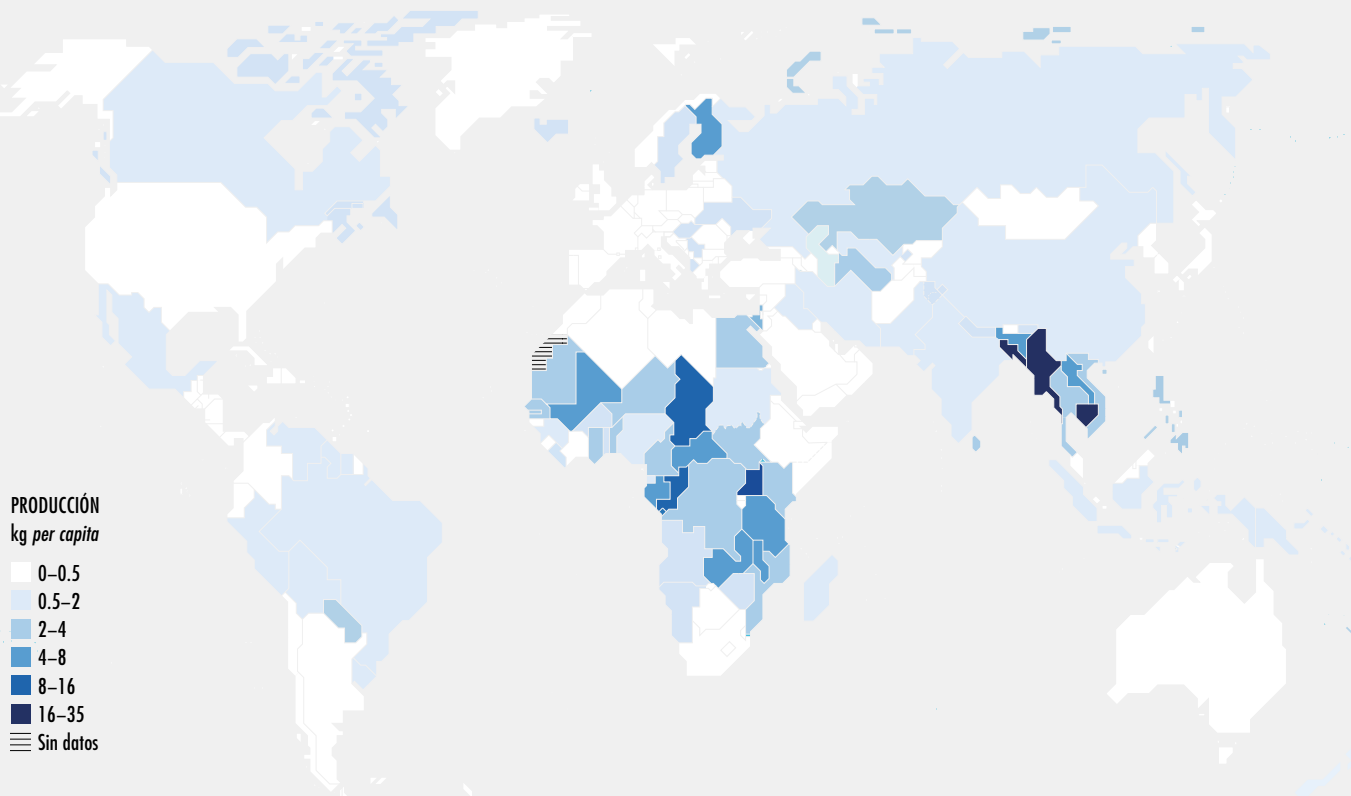 PRODUCCIÓN
kg per capita
0–0.5
0.5–2
2–4
4–8
8–16
16–35
Sin datos